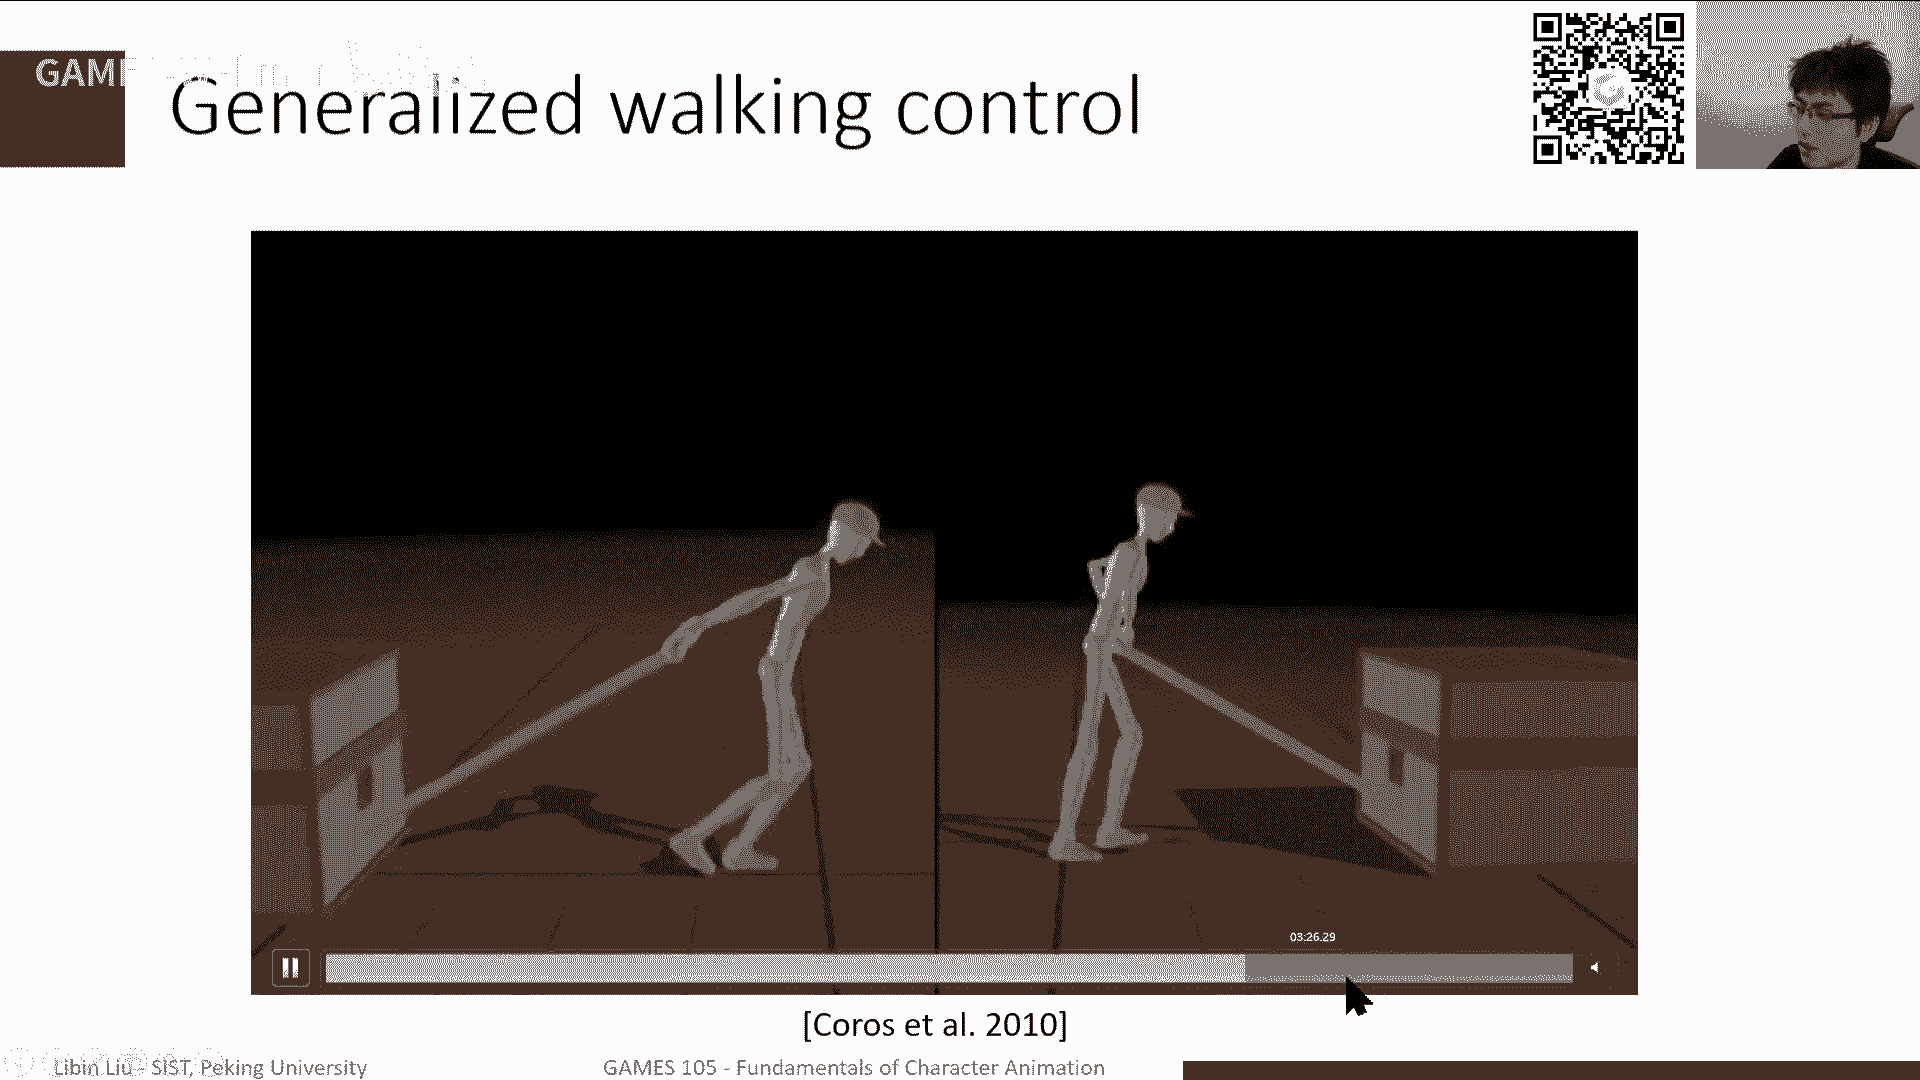 GAM
Generalized walking control
03:26.29
[Coros et al. 2010]
Libin Liu - SIST, Peking University
GAMES 105 - Fundamentals of Character Animation